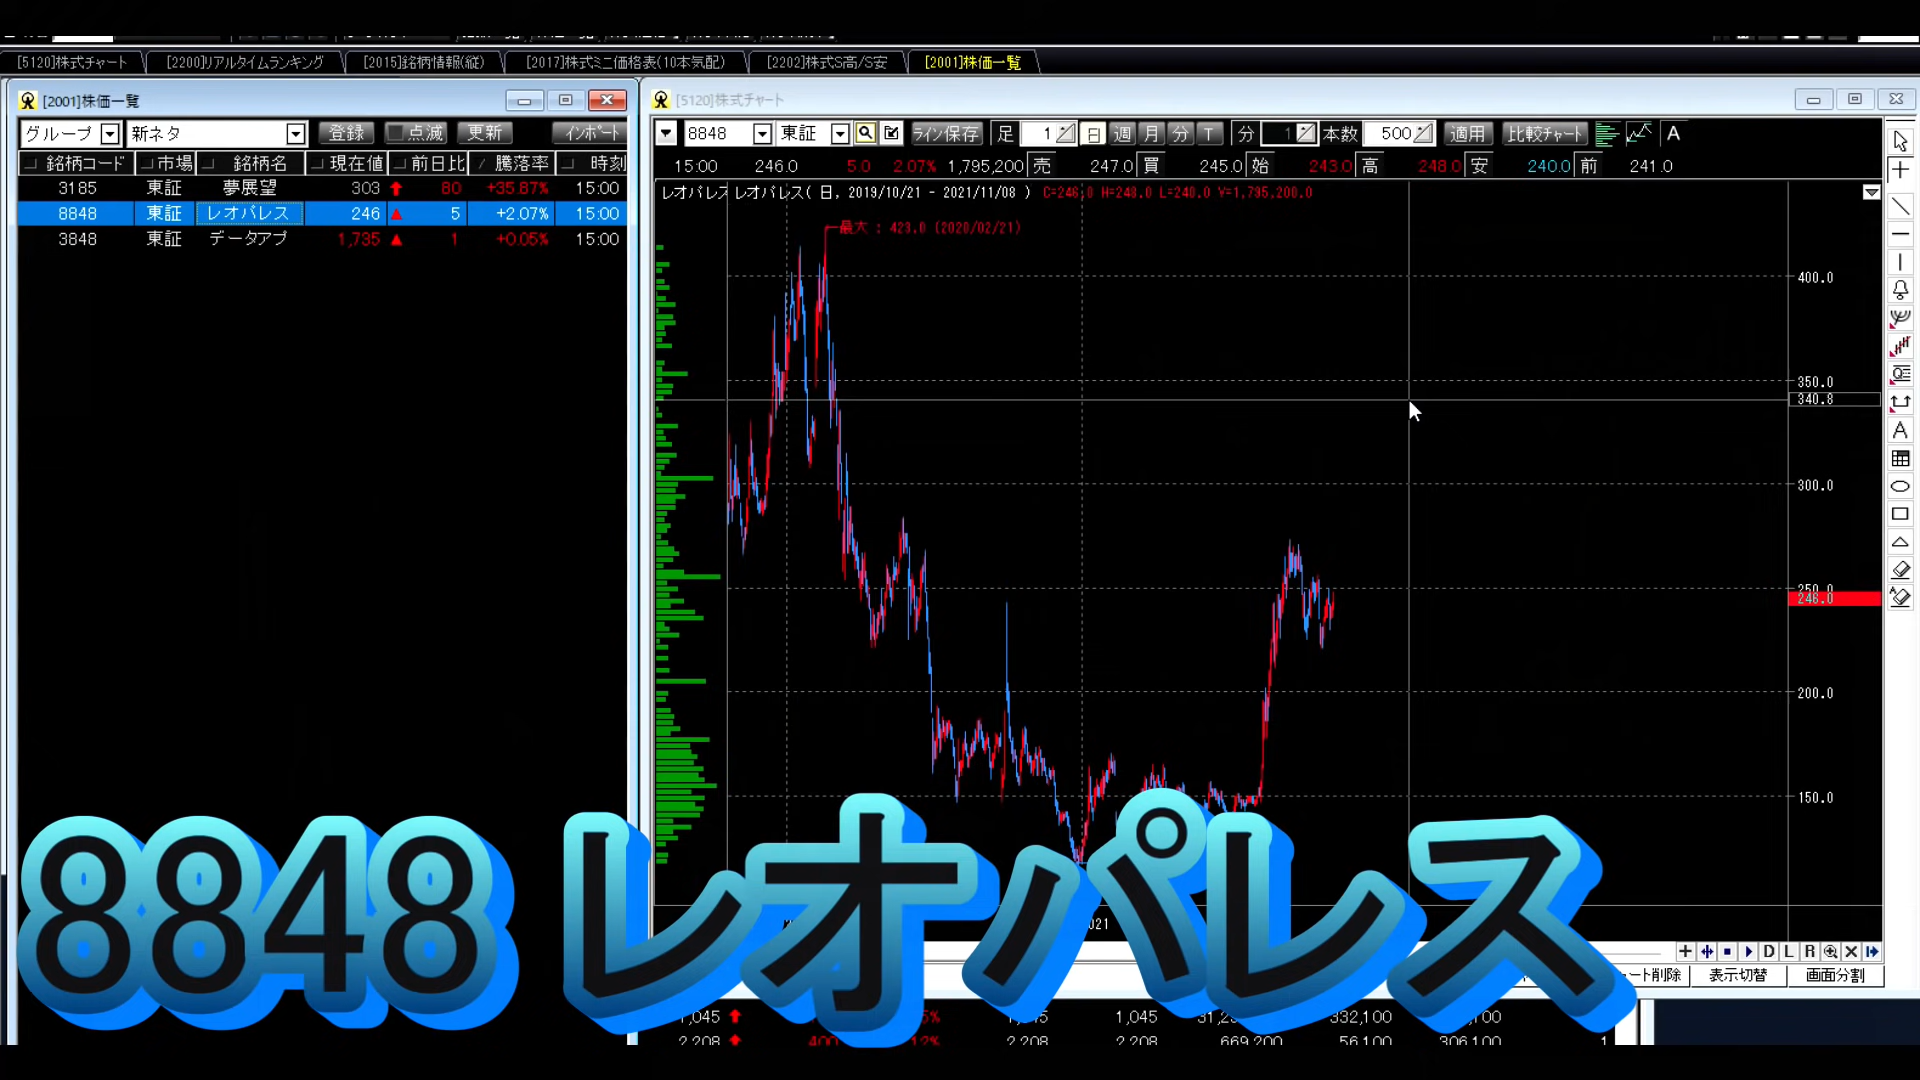 [5120]株式チャート [2200]リアルタイムランキング [2015]銘柄情報(縦) [2017]株式ミニ価格表(10本気配) [2202]株式S高/S安 [2001]株価一覧
[2001]株価一覧
グループ 新ネタ 登録 点滅 更新 インポート
銘柄コード 市場 銘柄名 現在値 前日比 騰落率 時刻
3185 東証 夢展望 303 80 +35.87% 15:00
8848 東証 レオパレス 246 5 +2.07% 15:00
3848 東証 データアプ 1,735 1 +0.05% 15:00
[5120]株式チャート
8848 東証 ライン保存 足 1 日 週 月 分 T 分 1 本数 500 適用 比較チャート A
15:00 246.0 5.0 2.07% 1,795,200 売 247.0 買 245.0 始 243.0 高 248.0 安 240.0 前 241.0
レオパレス レオパレス( 日, 2019/10/21 - 2021/11/08 ) C=246.0 H=248.0 L=240.0 V=1,795,200.0
最大 : 423.0 (2020/02/21)
400.0
350.0
340.8
300.0
250.0
246.0
200.0
150.0
8848 レオパレス
D L R
表示切替 画面分割
332,100
2,208 2,208 2,208 669,200 56,100 306,100 1